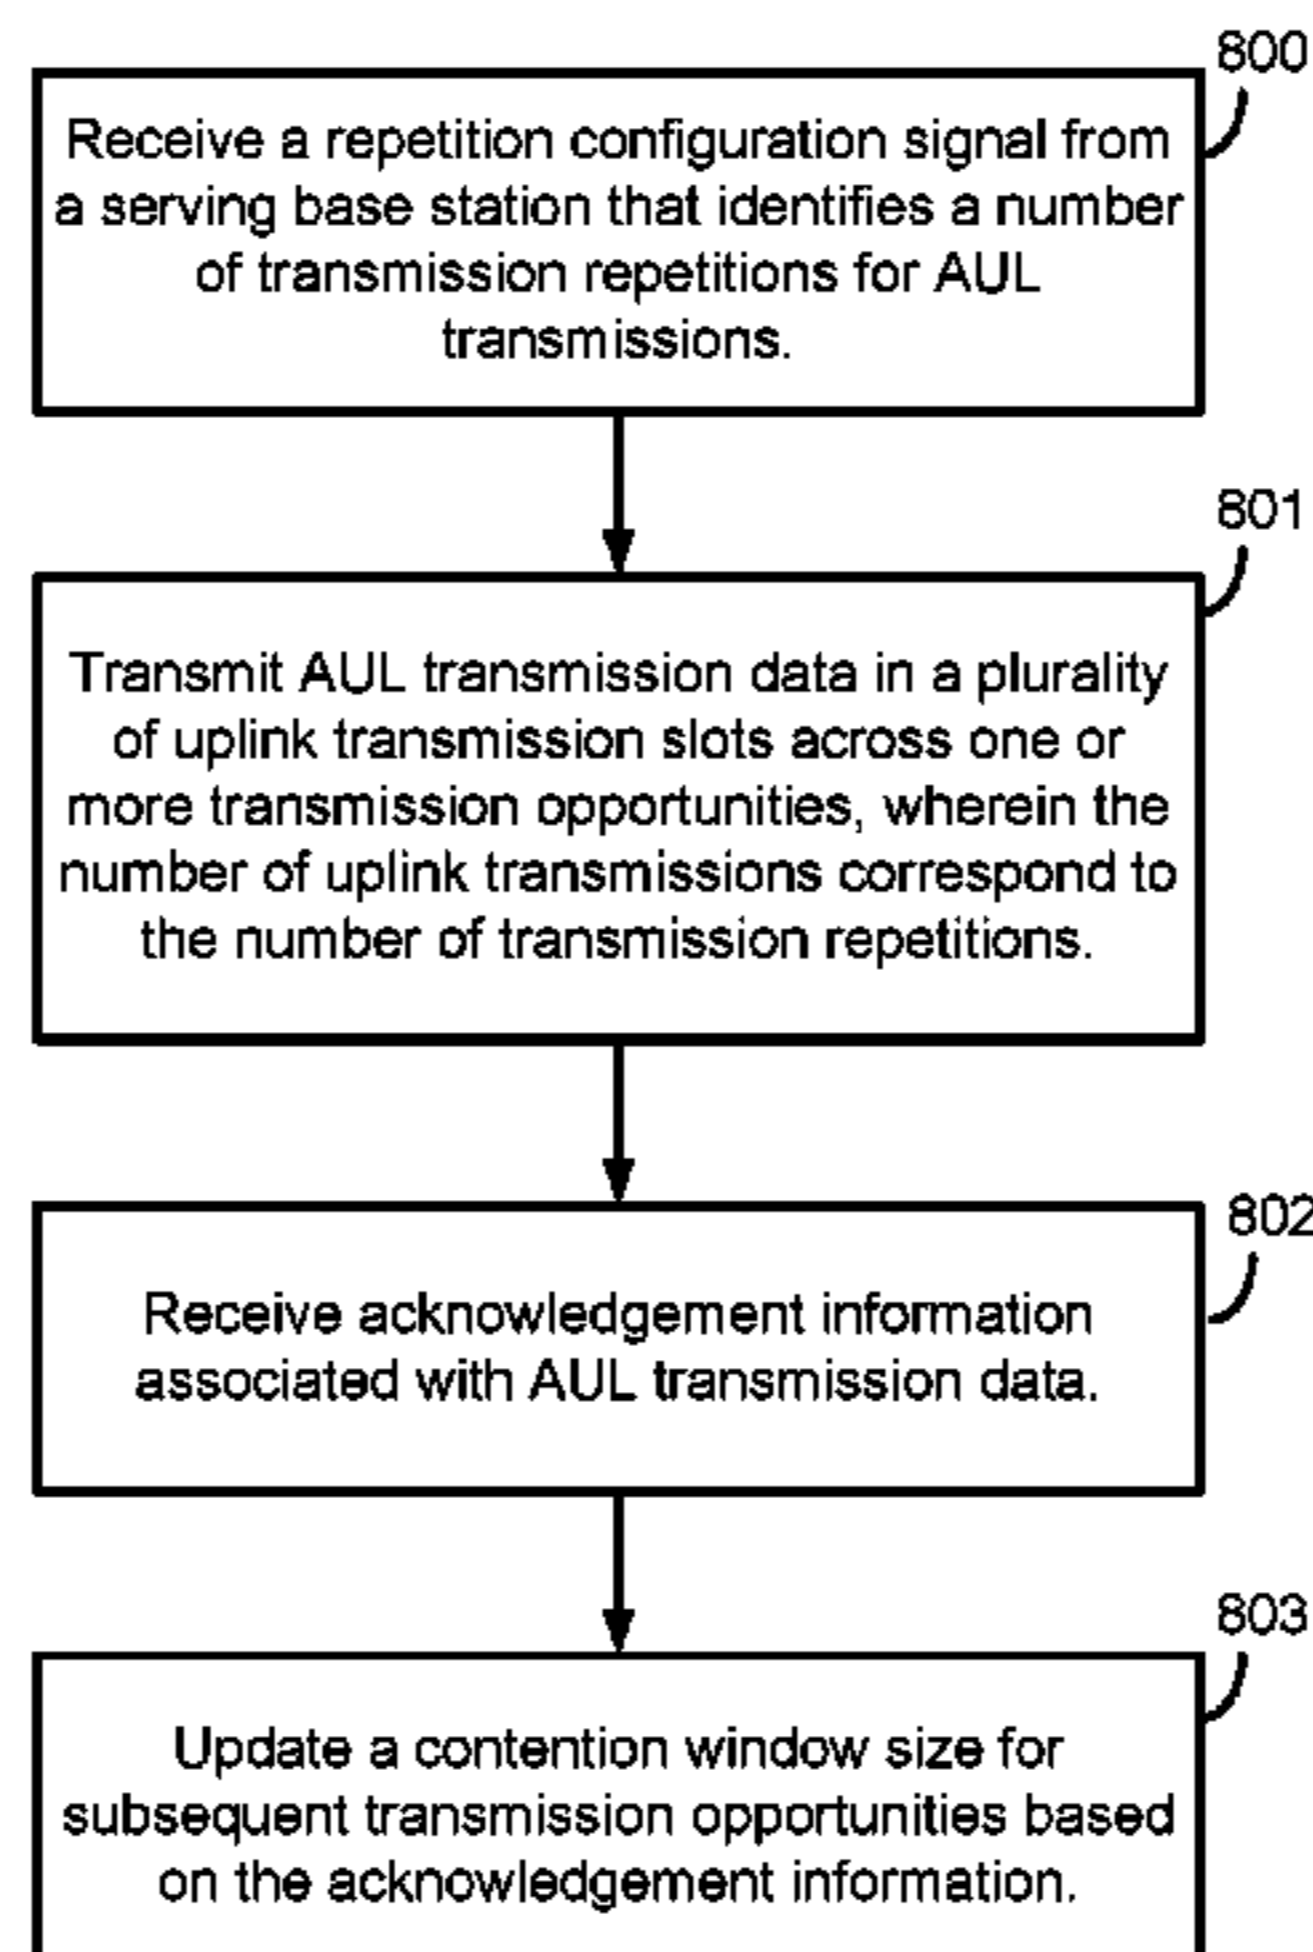 800
Receive a repetition configuration signal from
a serving base station that identifies a number
of transmission repetitions for AUL
transmissions.
801
Transmit AUL transmission data in a plurality
of uplink transmission slots across one or
more transmission opportunities, wherein the
number of uplink transmissions correspond to
the number of transmission repetitions.
802
Receive acknowledgement information
associated with AUL transmission data.
803
Update a contention window size for
subsequent transmission opportunities based
on the acknowledgement information.